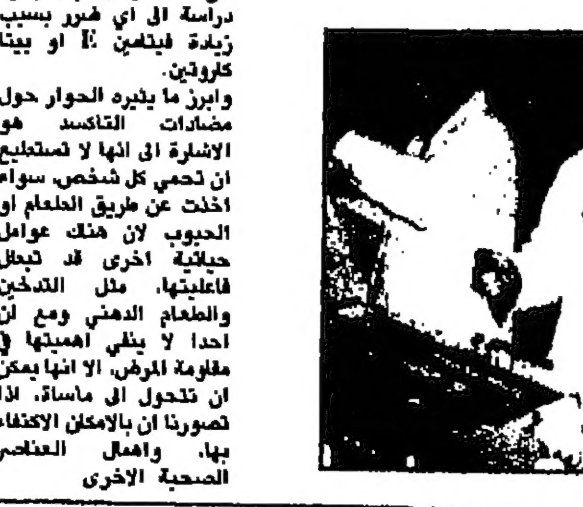 دراسة الى اي ضرر بسبب
زيادة فيتامين E او بيتا
كاروتين.
وابرز ما يثيره الحوار حول
مضادات التاكسد هو
الاشارة الى انها لا تستطيع
ان تحمي كل شخص، سواء
اخذت عن طريق الطعام او
الحبوب لان هناك عوامل
حياتية اخرى قد تبطل
فاعليتها، مثل التدخين
والطعام الدهني ومع ان
احدا لا ينفي اهميتها في
مقاومة المرض، الا انها يمكن
ان تتحول الى ماساة، اذا
تصورنا ان بالامكان الاكتفاء
بها، واهمال العناصر
الصحية الاخرى